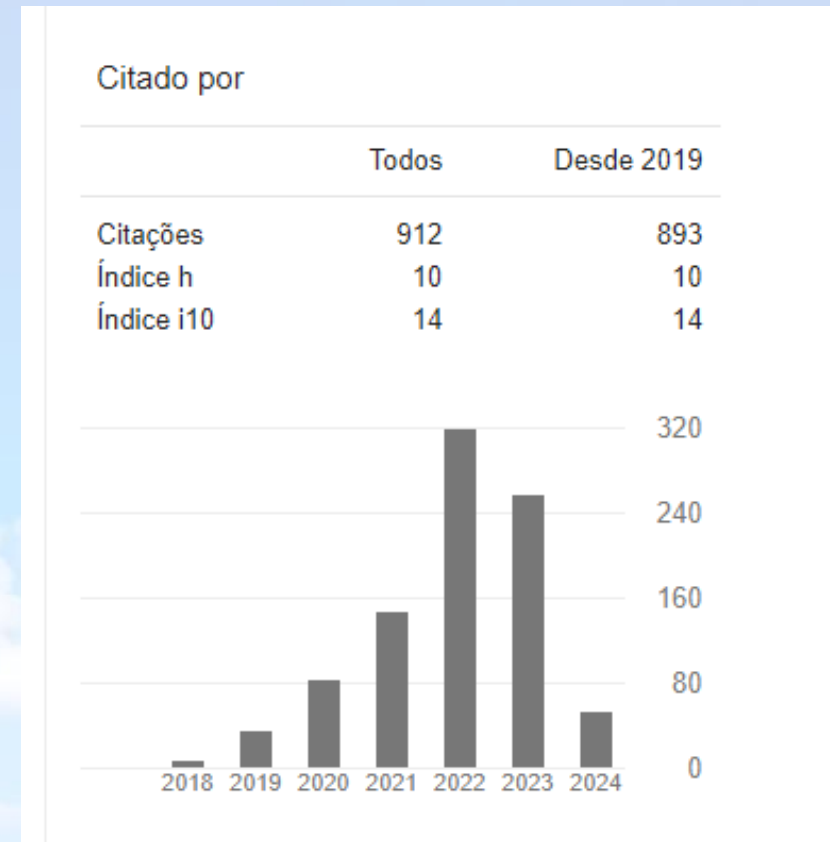 Citado por
Todos Desde 2019
Citações 912 893
Índice h 10 10
Índice i10 14 14
320
240
160
80
0
2018 2019 2020 2021 2022 2023 2024